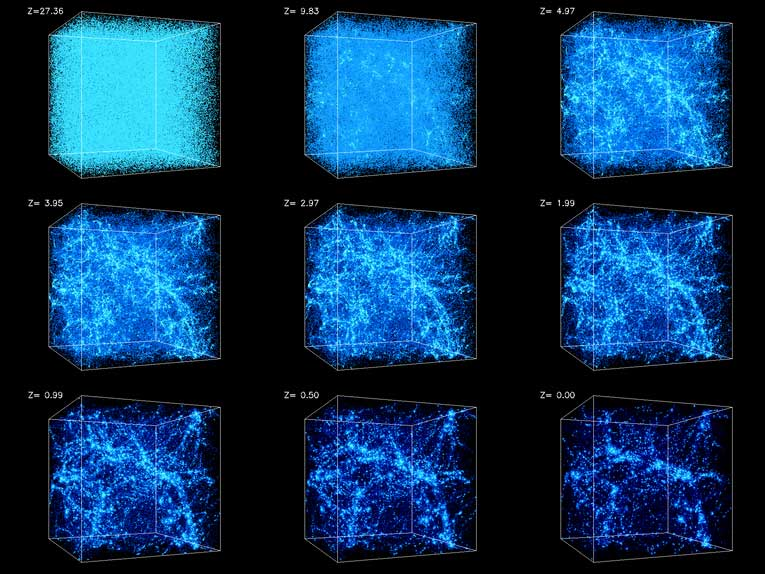 Z=27.36
Z= 9.83
Z= 4.97
Z= 3.95
Z= 2.97
Z= 1.99
Z= 0.99
Z= 0.50
Z= 0.00